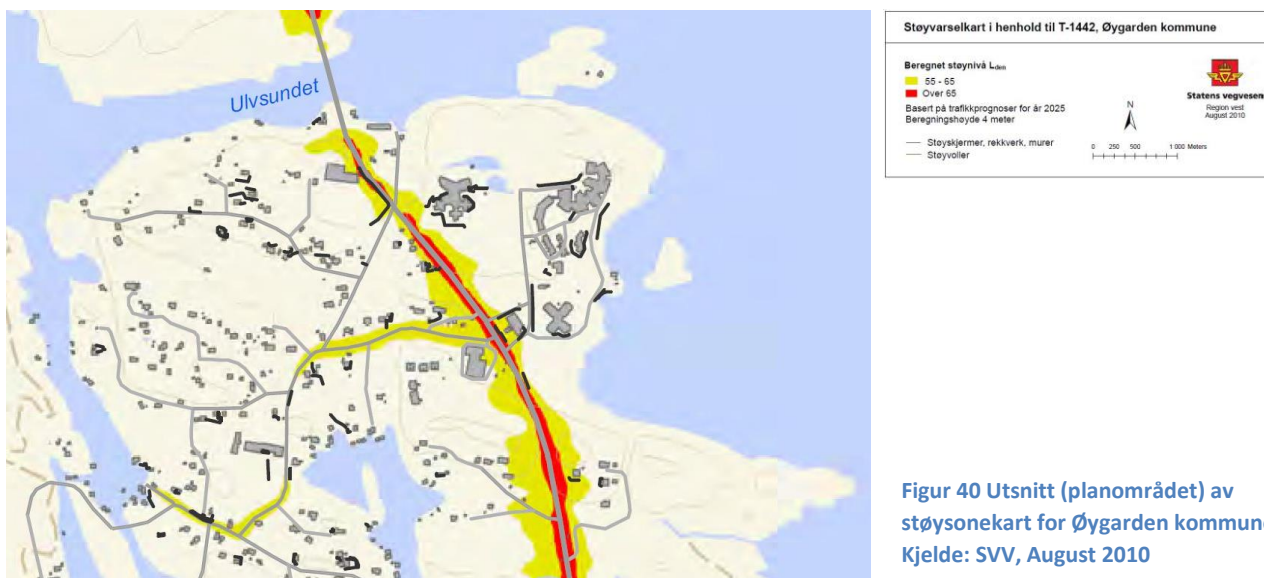 Ulvsundet
Støyvarselkart i henhold til T-1442, Øygarden kommune
Beregnet støynivå Lden
55 - 65
Over 65
Basert på trafikkprognoser for år 2025
Beregningshøyde 4 meter
Støyskjermer, rekkverk, murer
Støyvoller
N
0 250 500 1 000 Meters
Statens vegvesen
Region vest
August 2010
Figur 40 Utsnitt (planområdet) av
støysonekart for Øygarden kommune
Kjelde: SVV, August 2010